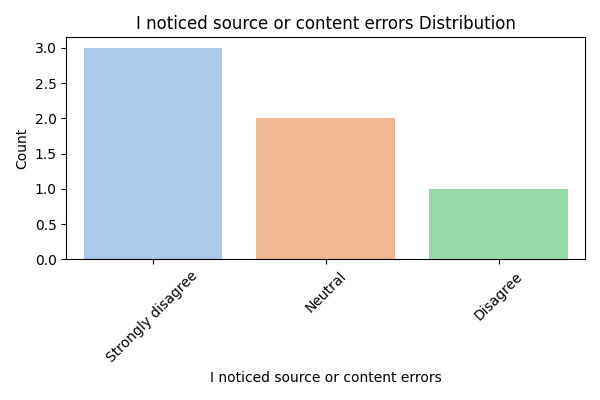 I noticed source or content errors Distribution
Count
3.0
2.5
2.0
1.5
1.0
0.5
0.0
Strongly disagree
Neutral
Disagree
I noticed source or content errors